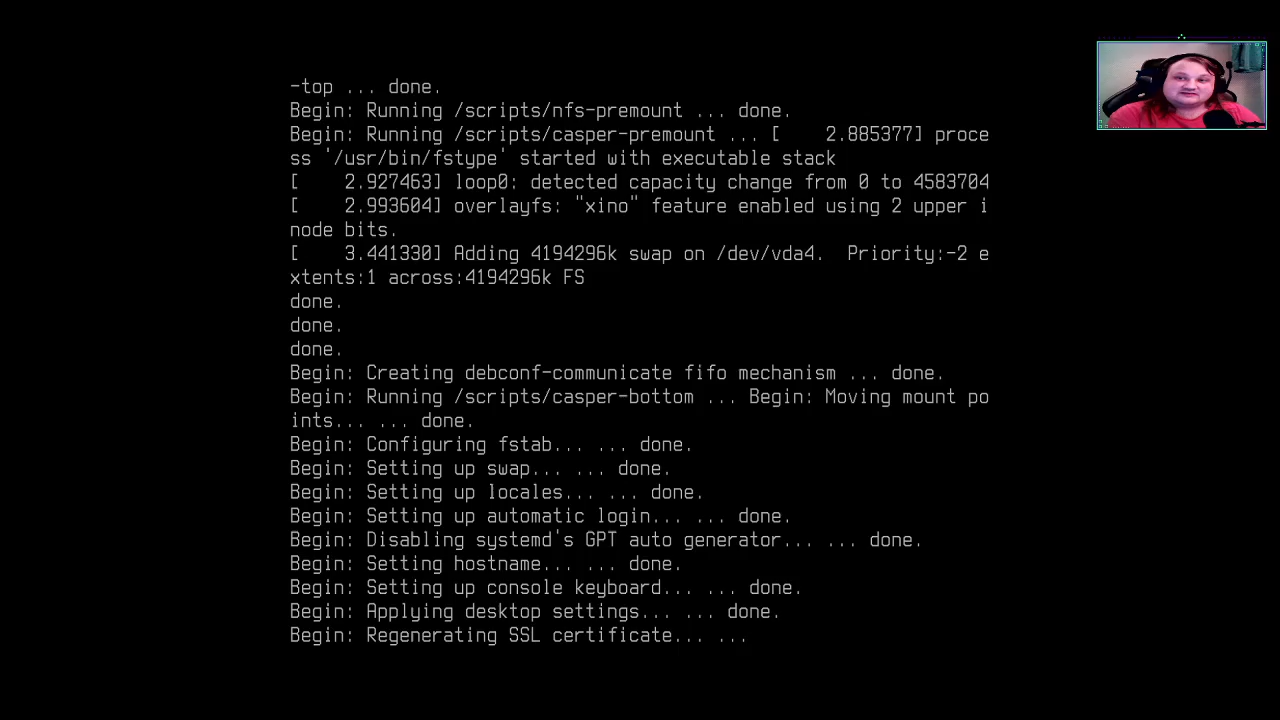 -top ... done.
Begin: Running /scripts/nfs-premount ... done.
Begin: Running /scripts/casper-premount ... [    2.885377] proce
ss '/usr/bin/fstype' started with executable stack
[    2.927463] loop0: detected capacity change from 0 to 4583704
[    2.993604] overlayfs: "xino" feature enabled using 2 upper i
node bits.
[    3.441330] Adding 4194296k swap on /dev/vda4.  Priority:-2 e
xtents:1 across:4194296k FS
done.
done.
done.
Begin: Creating debconf-communicate fifo mechanism ... done.
Begin: Running /scripts/casper-bottom ... Begin: Moving mount po
ints... ... done.
Begin: Configuring fstab... ... done.
Begin: Setting up swap... ... done.
Begin: Setting up locales... ... done.
Begin: Setting up automatic login... ... done.
Begin: Disabling systemd's GPT auto generator... ... done.
Begin: Setting hostname... ... done.
Begin: Setting up console keyboard... ... done.
Begin: Applying desktop settings... ... done.
Begin: Regenerating SSL certificate... ...